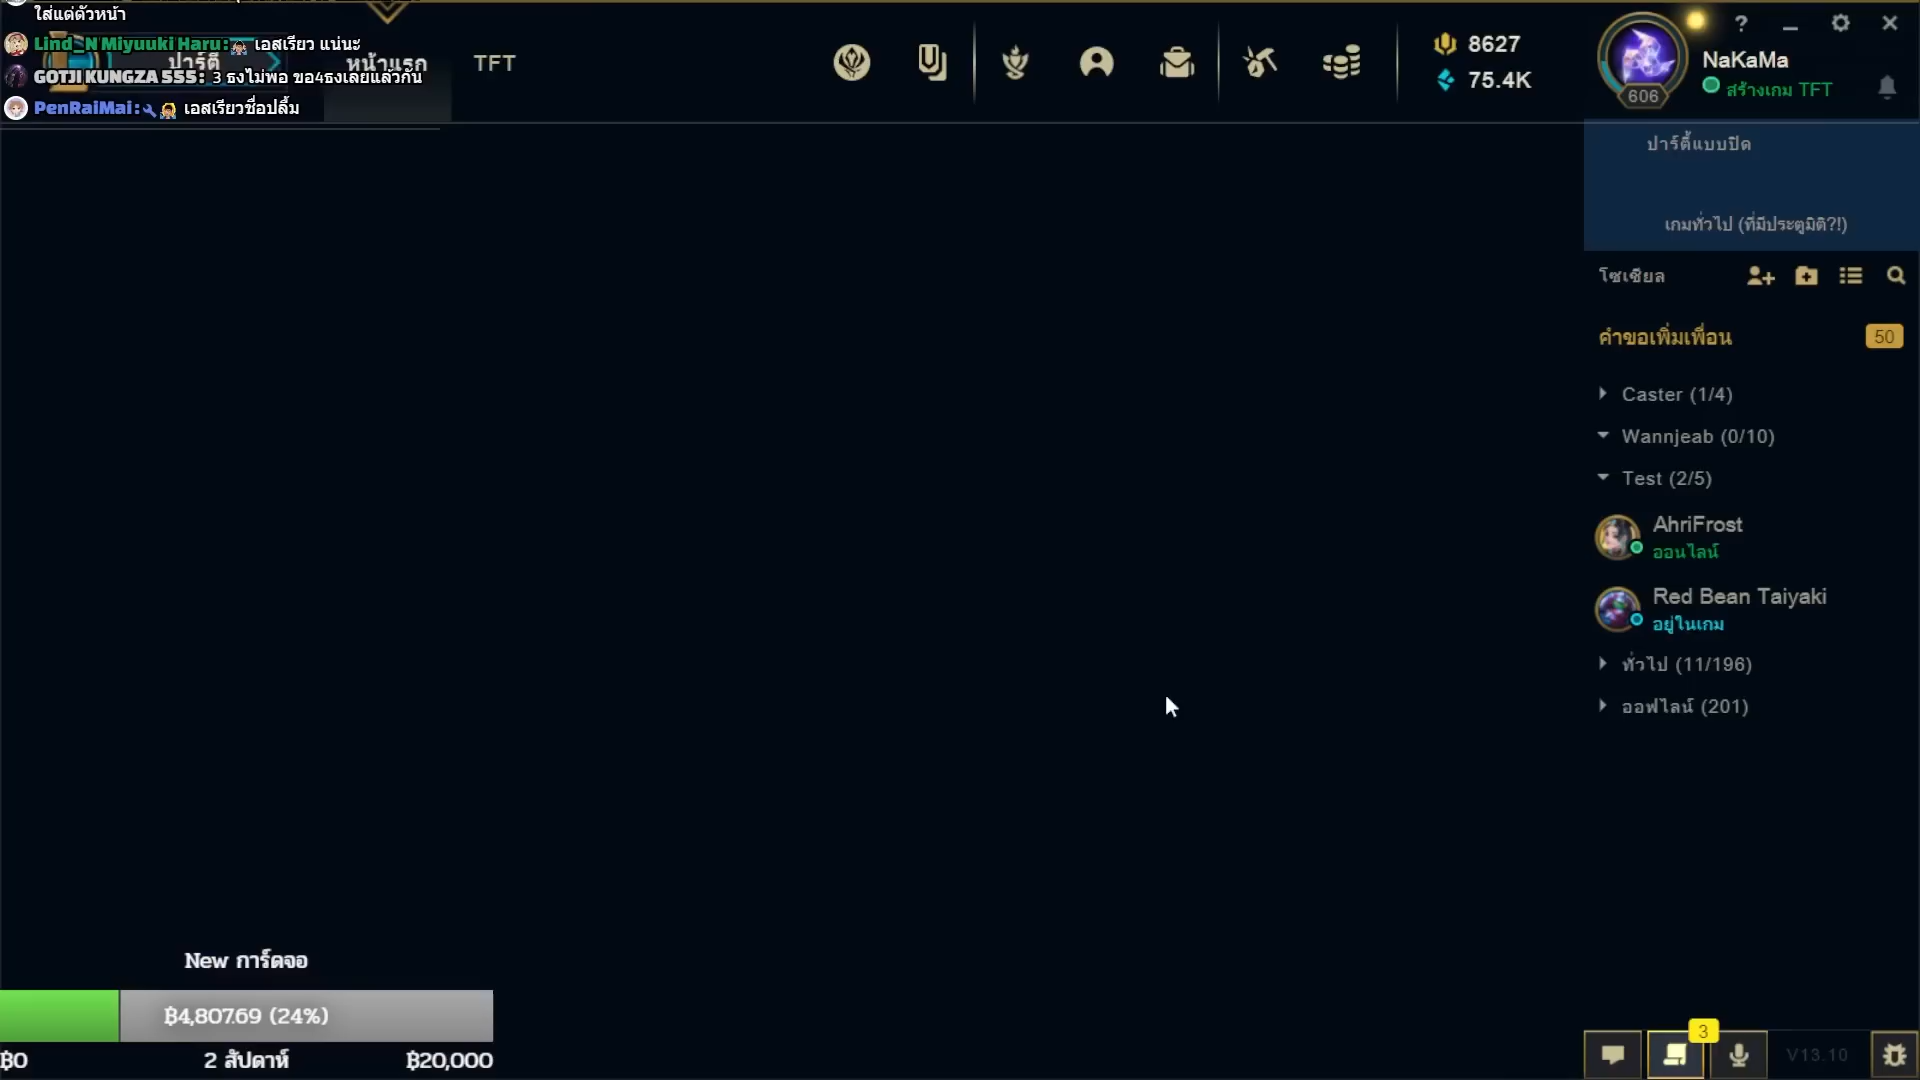 ใส่แต่ตัวหน้า
Lind_N Miyuuki Haru: เอสเรียว แน่นะ
ปาร์ตี้
หน้าแรก
TFT
GOTJI KUNGZA 555: 3 ธงไม่พอ ขอ4ธงเลยแล้วกัน
PenRaiMai: เอสเรียวชื่อปลื้ม
8627
75.4K
606
?
NaKaMa
สร้างเกม TFT
ปาร์ตี้แบบปิด
เกมทั่วไป (ที่มีประตูมิติ?!)
โซเชียล
คำขอเพิ่มเพื่อน
50
Caster (1/4)
Wannjeab (0/10)
Test (2/5)
AhriFrost
ออนไลน์
Red Bean Taiyaki
อยู่ในเกม
ทั่วไป (11/196)
ออฟไลน์ (201)
New การ์ดจอ
฿4,807.69 (24%)
฿0
2 สัปดาห์
฿20,000
3
V13.10